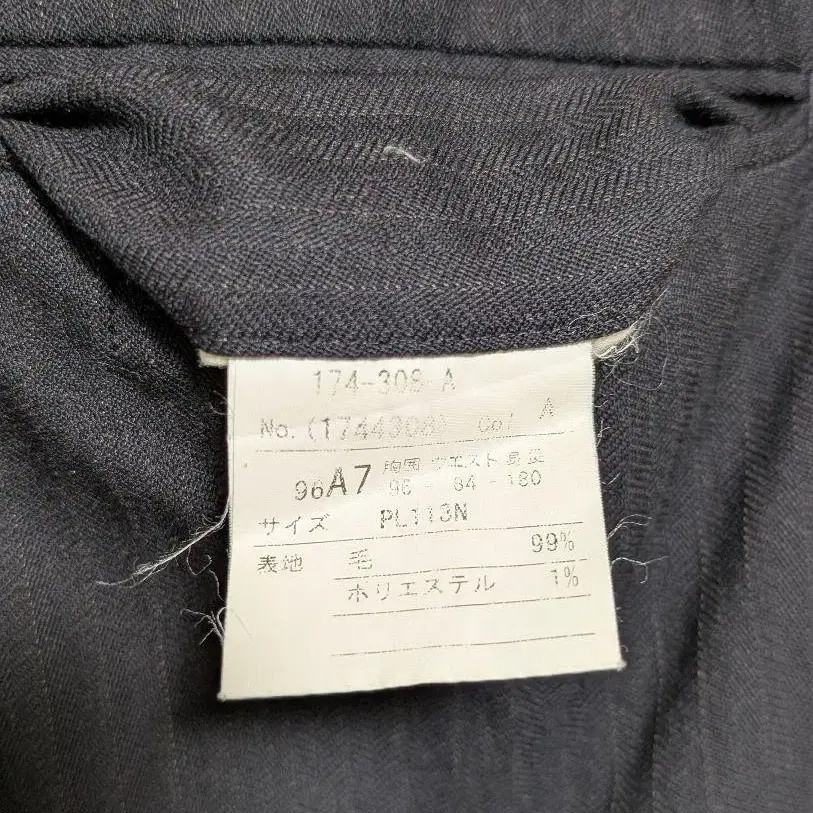 174-308 A
No. (1744308) Col A
96A7 胸囲 ウエスト 身長
96 - 84 - 180
サイズ PL113N
表地 毛 99%
ポリエステル 1%